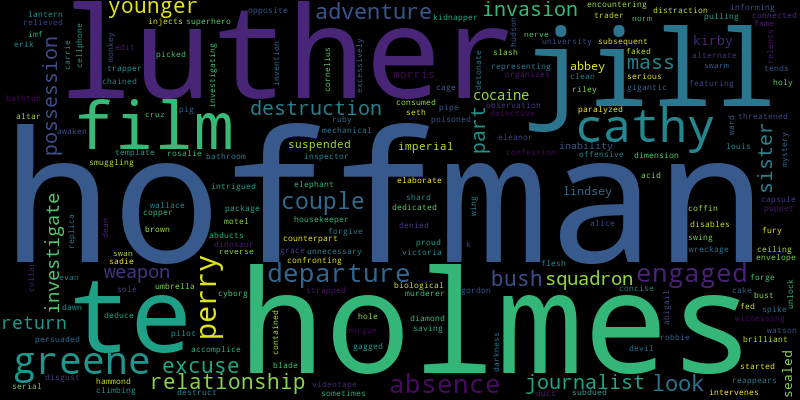 lantern
relieved
younger
injects superhero
opposite
adventure
kidnapper
invasion
encountering
trader
norm
distraction
informing
pulling
connected
fame
imf
erik
carrie
cellphone
luther
monkey
edit
trapper
chained
picked
investigating
invention
cornelius
excessively
morris
hudson
nerve
slash
representing
organizes
university
subsequent
faked
abbey
clean
serious
riley
gigantic
mass
kirby
alternate
swarm
featuring
relentless
tends
holy
jill
possession
bathtub
altar
awaken
film
cruz
pig
template
rosalie
bathroom
smuggling
destruction
ruby
mechanical
suspended
inspector
consumed
seth
cage
pipe
poisoned
imperial
detonate
cocaine
observation
detective
part
eleanor
confession
paralyzed
cathy
inability
offensive
dimension
ward
threatened
louis
sister
mystery
hoffman
investigate
replica
wallace
copper
brown
dean
intrigued
package
motel
abducts
dinosaur
reverse
elephant
couple
housekeeper
forgive
counterpart
grace
unnecessary
confronting
elaborate
shard
dedicated
denied
proud
victoria
k
wing
lindsey
alice
acid
coffin
disables
swing
wreckage
capsule
puppet
fury
ceiling
envelope
collar
evan
swan
sadie
weapon
sole
umbrella
dawn
deduce
return
persuaded
te
pilot
perry
cyborg
departure
strapped
biological
murderer
gordon
flesh
bush
squadron
concise
engaged
forge
abigail
cake
bust
fed
spike
unlock
witnessing
watson
robbie
devil
brilliant
holmes
contained
hole
morgue
gagged
diamond
saving
darkness
greene
accomplice
excuse
blade
disgust
serial
hammond
climbing
relationship
destruct
videotape
sometimes
absence
duct
subdued
journalist
look
started
reappears
intervenes
sealed